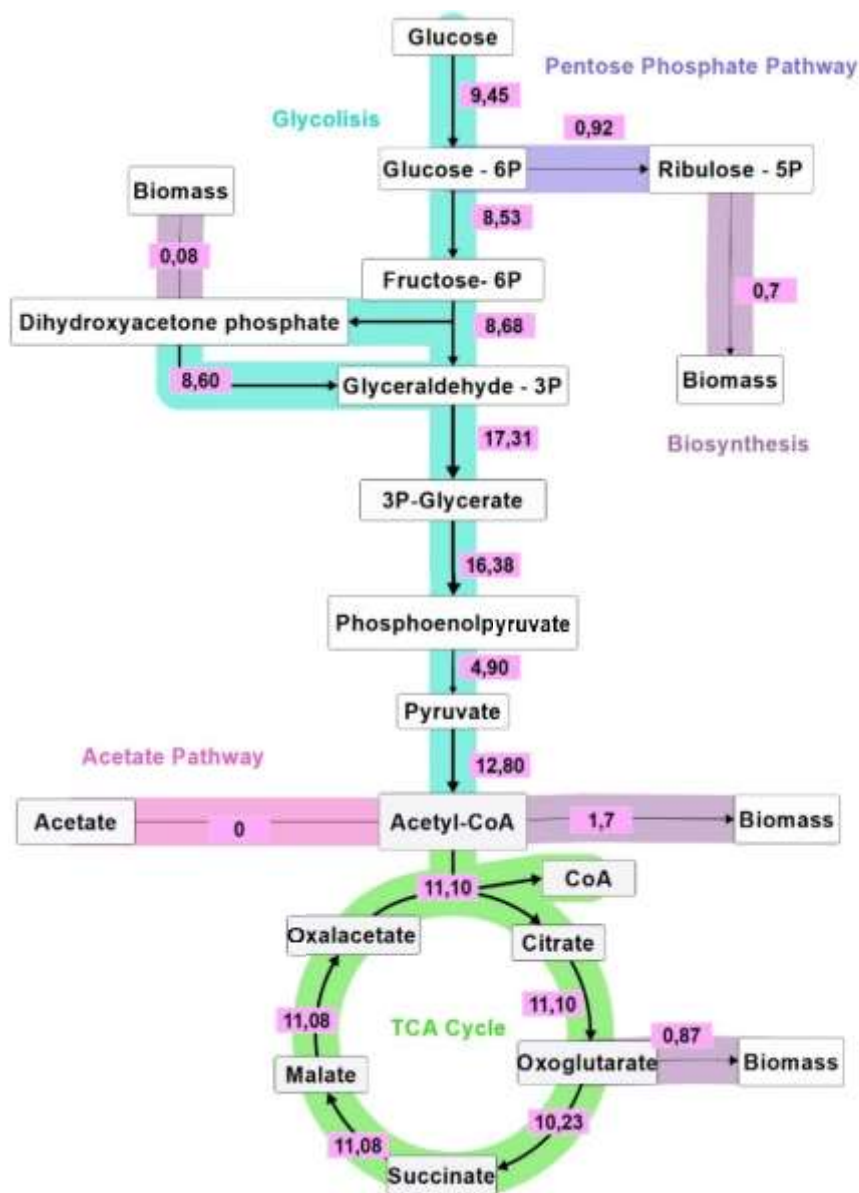 Glucose
Pentose Phosphate Pathway
9,45
Glycolisis
0,92
Glucose - 6P
Ribulose - 5P
Biomass
8,53
0,08
Fructose- 6P
0,7
Dihydroxyacetone phosphate
8,68
8,60
Glyceraldehyde - 3P
Biomass
17,31
Biosynthesis
3P-Glycerate
16,38
Phosphoenolpyruvate
4,90
Pyruvate
Acetate Pathway
12,80
Acetate
0
Acetyl-CoA
1,7
Biomass
11,10
CoA
Oxalacetate
Citrate
11,10
11,08
TCA Cycle
0,87
Malate
Oxoglutarate
Biomass
10,23
11,08
Succinate